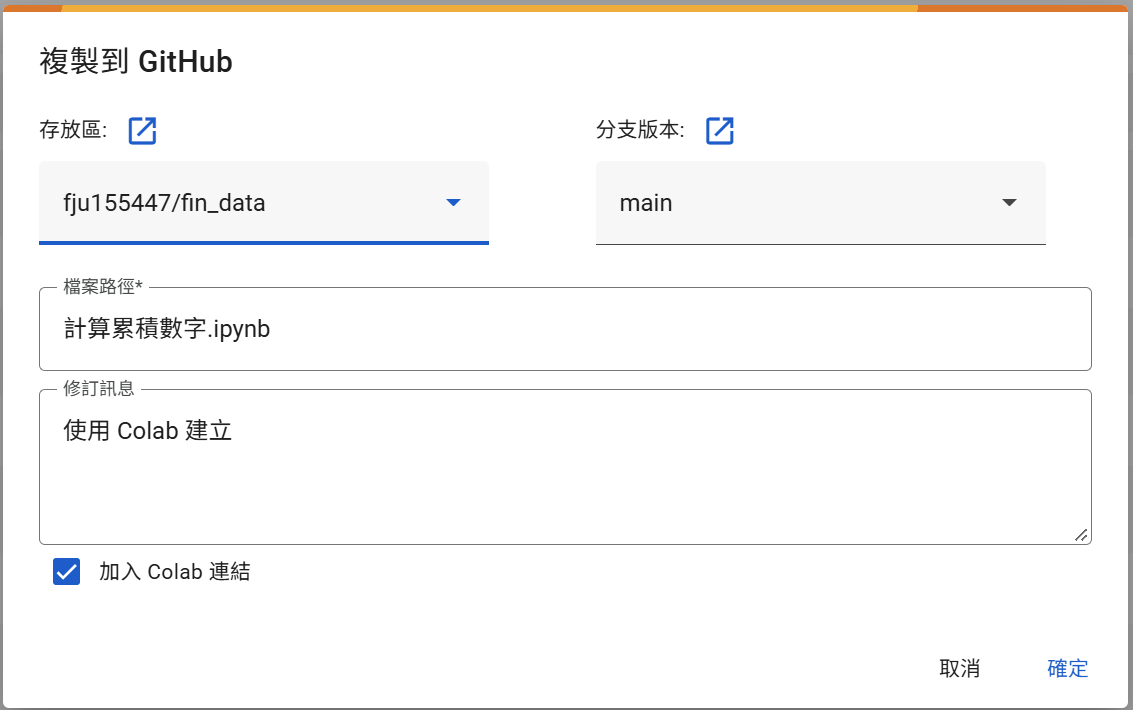 複製到 GitHub
存放區:
分支版本:
fju155447/fin_data
main
檔案路徑*
計算累積數字.ipynb
修訂訊息
使用 Colab 建立
加入 Colab 連結
取消
確定